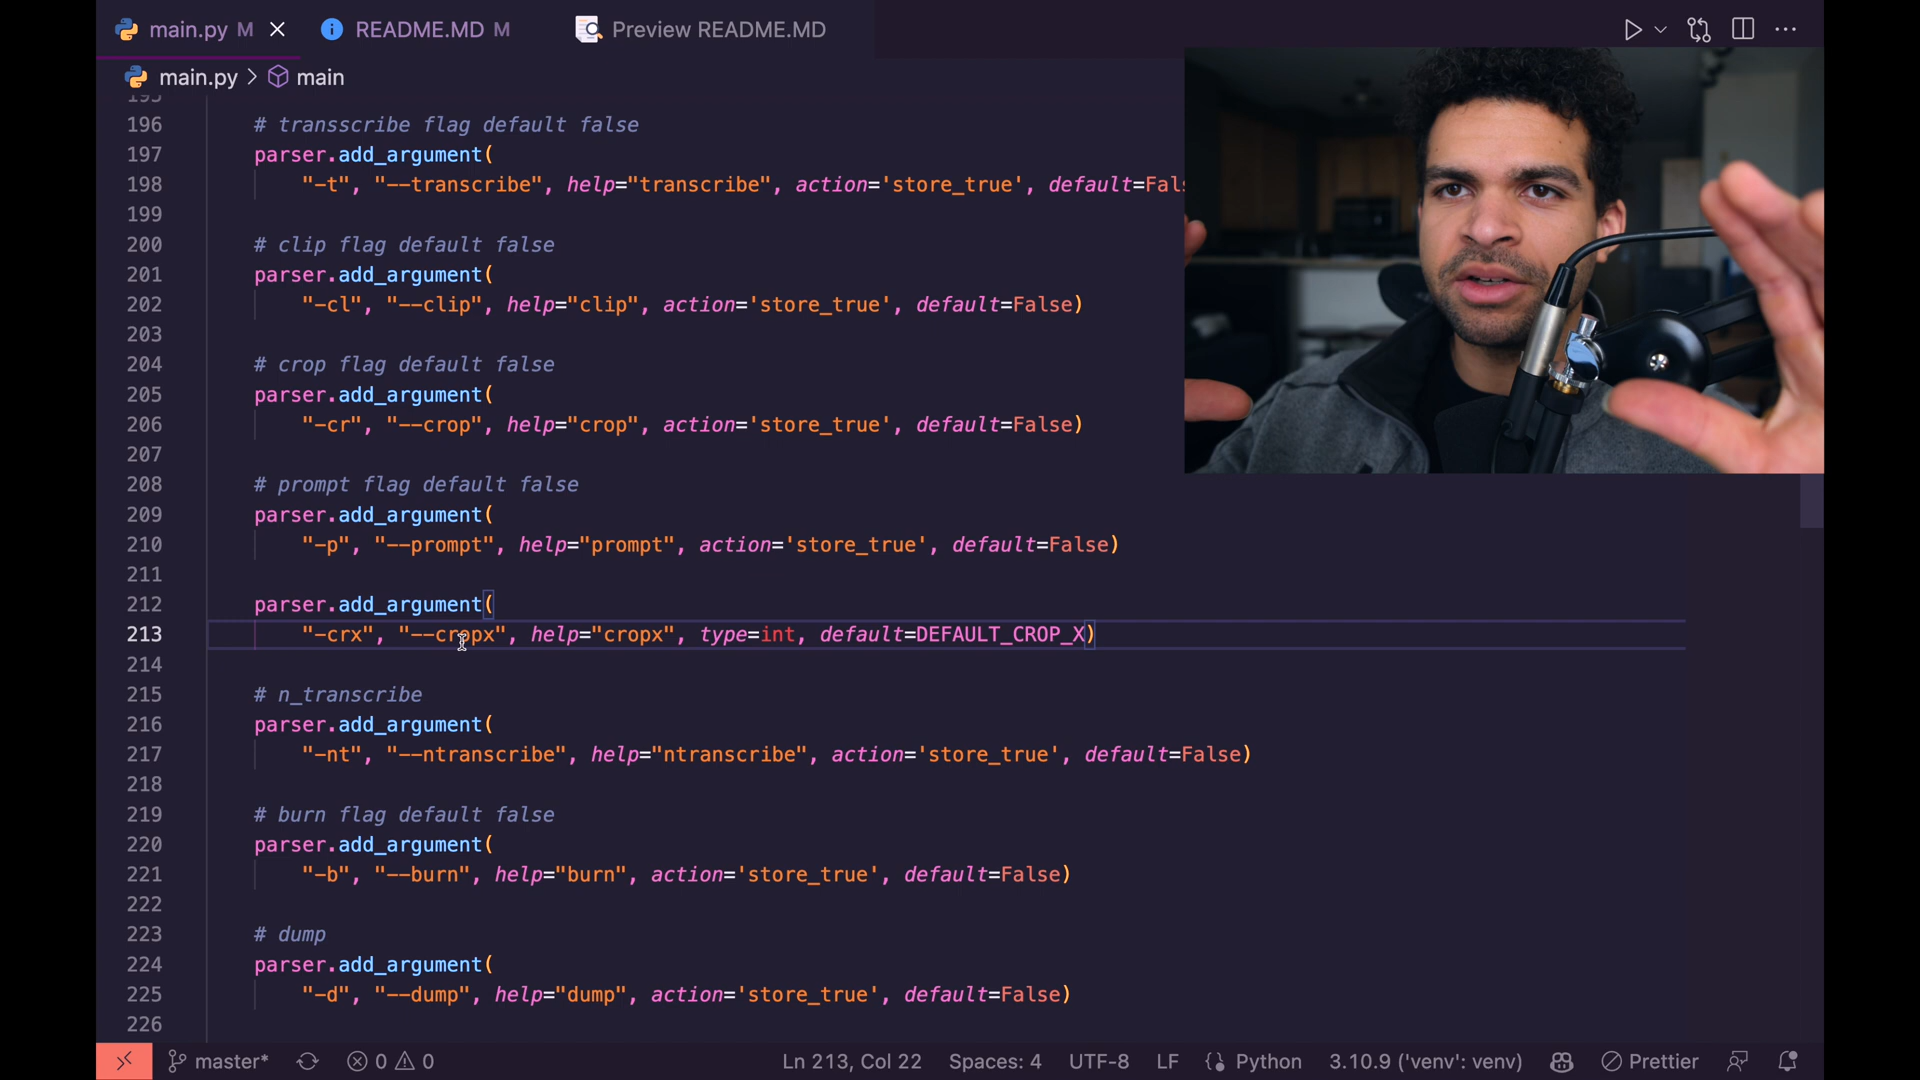 main.py M
README.MD M
Preview README.MD
main.py > main
195
196 # transscribe flag default false
197 parser.add_argument(
198 "-t", "--transcribe", help="transcribe", action='store_true', default=Fals
199
200 # clip flag default false
201 parser.add_argument(
202 "-cl", "--clip", help="clip", action='store_true', default=False)
203
204 # crop flag default false
205 parser.add_argument(
206 "-cr", "--crop", help="crop", action='store_true', default=False)
207
208 # prompt flag default false
209 parser.add_argument(
210 "-p", "--prompt", help="prompt", action='store_true', default=False)
211
212 parser.add_argument(
213 "-crx", "--cropx", help="cropx", type=int, default=DEFAULT_CROP_X)
214
215 # n_transcribe
216 parser.add_argument(
217 "-nt", "--ntranscribe", help="ntranscribe", action='store_true', default=False)
218
219 # burn flag default false
220 parser.add_argument(
221 "-b", "--burn", help="burn", action='store_true', default=False)
222
223 # dump
224 parser.add_argument(
225 "-d", "--dump", help="dump", action='store_true', default=False)
226
master* 0 0 Ln 213, Col 22 Spaces: 4 UTF-8 LF {} Python 3.10.9 ('venv': venv) Prettier